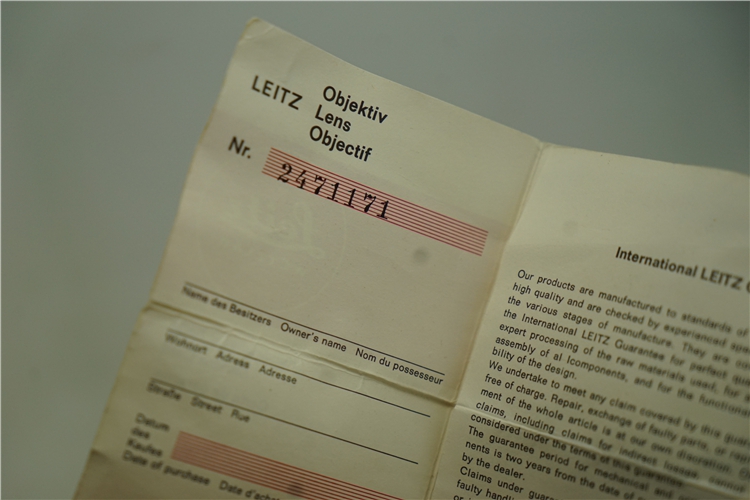 LEITZ Objektiv
Lens
Objectif
Nr. 2471171
Name des Besitzers Owner's name Nom du possesseur
Wohnort Adress Adresse
Straße Street Rue
Datum
des
Kaufes
Date of purchase Date d'ach
International LEITZ
Our products are manufactured to standards of
high quality and are checked by experienced
the various stages of manufacture. They are
the International LEITZ Guarantee for perfect
expert processing of the raw materials used, for
assembly of al lcomponents, and for the
bility of the design.
We undertake to meet any claim covered by this
free of charge. Repair, exchange of faulty parts, or
ment of the whole article is at our own discretion.
claims, including claims for indirect losses,
considered under the terms of this guarantee.
The guarantee period for mechanical
nents is two years from the date
by the dealer.
Claims under
faulty